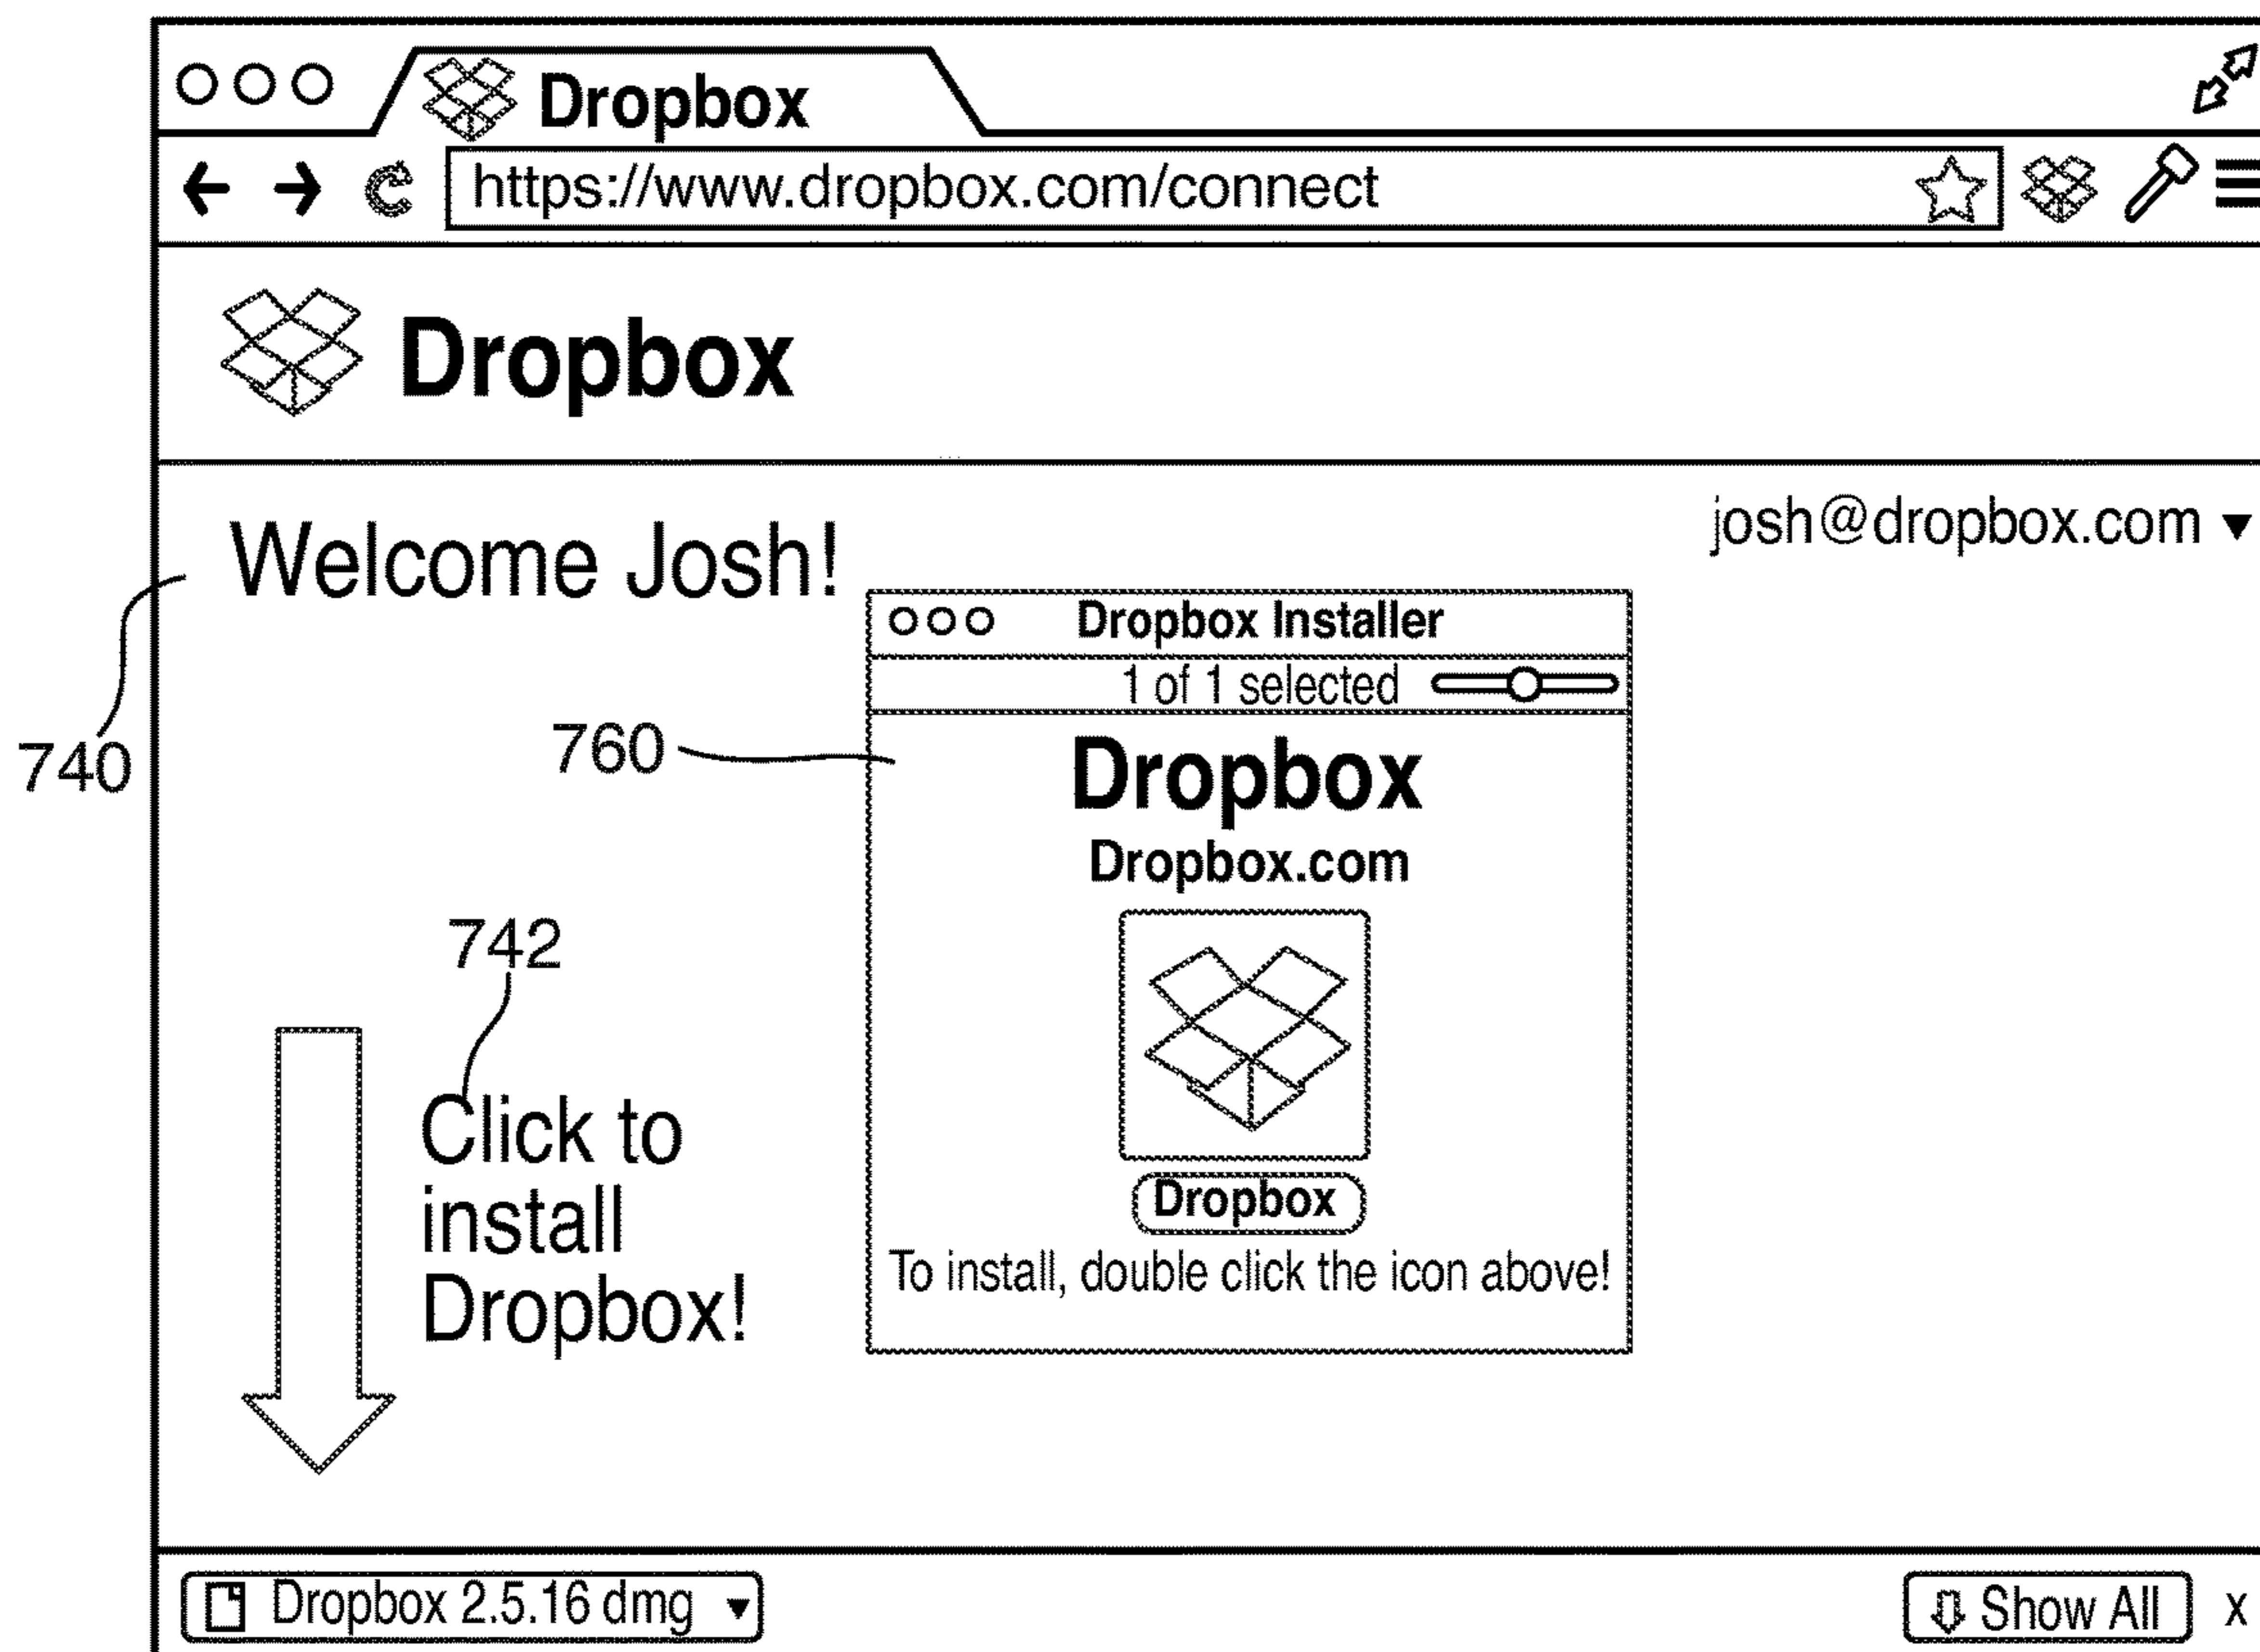 Dropbox
https://www.dropbox.com/connect
Dropbox
josh@dropbox.com
Welcome Josh!
Dropbox Installer
1 of 1 selected
740
760
Dropbox
Dropbox.com
742
Click to
install
Dropbox!
Dropbox
To install, double click the icon above!
Dropbox 2.5.16 dmg
Show All
x